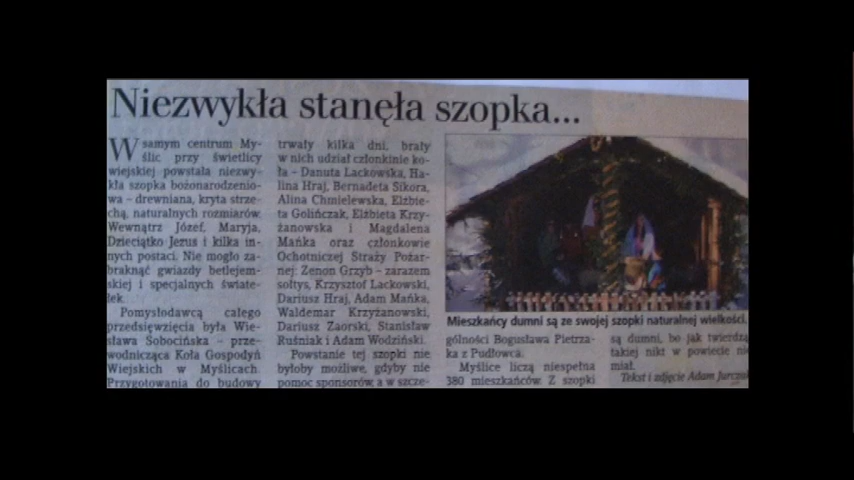 Niezwykła stanęła szopka...
W samym centrum My-
ślic przy świetlicy
wiejskiej powstała niezwy-
kła szopka bożonarodzenio-
wa – drewniana, kryta strze-
chą, naturalnych rozmiarów.
Wewnątrz Józef, Maryja,
Dzieciątko Jezus i kilka in-
nych postaci. Nie mogło za-
braknąć gwiazdy betlejem-
skiej i specjalnych świate-
łek.
Pomysłodawcą całego
przedsięwzięcia była Wie-
sława Sobocińska – prze-
wodnicząca Koła Gospodyń
Wiejskich w Myślicach.
Przygotowania do budowy
trwały kilka dni, brały
w nich udział członkinie ko-
ła – Danuta Lackowska, Ha-
lina Hraj, Bernadeta Sikora,
Alina Chmielewska, Elżbie-
ta Golińczak, Elżbieta Krzy-
żanowska i Magdalena
Mańka oraz członkowie
Ochotniczej Straży Pożar-
nej: Zenon Grzyb – zarazem
sołtys, Krzysztof Lackowski,
Dariusz Hraj, Adam Mańka,
Waldemar Krzyżanowski,
Dariusz Zaorski, Stanisław
Ruśniak i Adam Wodziński.
Powstanie tej szopki nie
byłoby możliwe, gdyby nie
pomoc sponsorów, a w szcze-
Mieszkańcy dumni są ze swojej szopki naturalnej wielkości.
gólności Bogusława Pietrza-
ka z Pudłowca.
Myślice liczą niespełna
380 mieszkańców. Z szopki
są dumni, bo jak twierdzą
takiej nikt w powiecie nie
miał.
Tekst i zdjęcie Adam